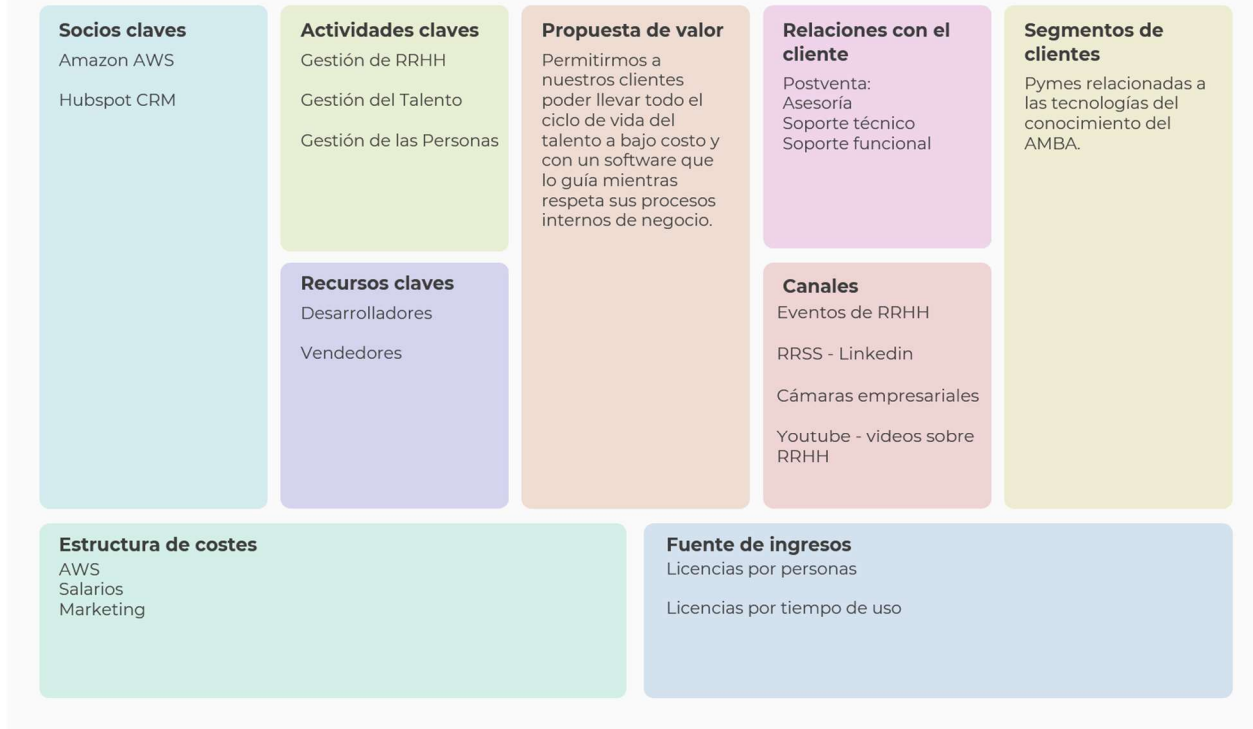 Socios claves
Amazon AWS
Hubspot CRM
Actividades claves
Gestión de RRHH
Gestión del Talento
Gestión de las Personas
Recursos claves
Desarrolladores
Vendedores
Propuesta de valor
Permitirmos a
nuestros clientes
poder llevar todo el
ciclo de vida del
talento a bajo costo y
con un software que
lo guía mientras
respeta sus procesos
internos de negocio.
Relaciones con el
cliente
Postventa:
Asesoría
Soporte técnico
Soporte funcional
Canales
Eventos de RRHH
RRSS - Linkedin
Cámaras empresariales
Youtube - videos sobre
RRHH
Segmentos de
clientes
Pymes relacionadas a
las tecnologías del
conocimiento del
AMBA.
Estructura de costes
AWS
Salarios
Marketing
Fuente de ingresos
Licencias por personas
Licencias por tiempo de uso